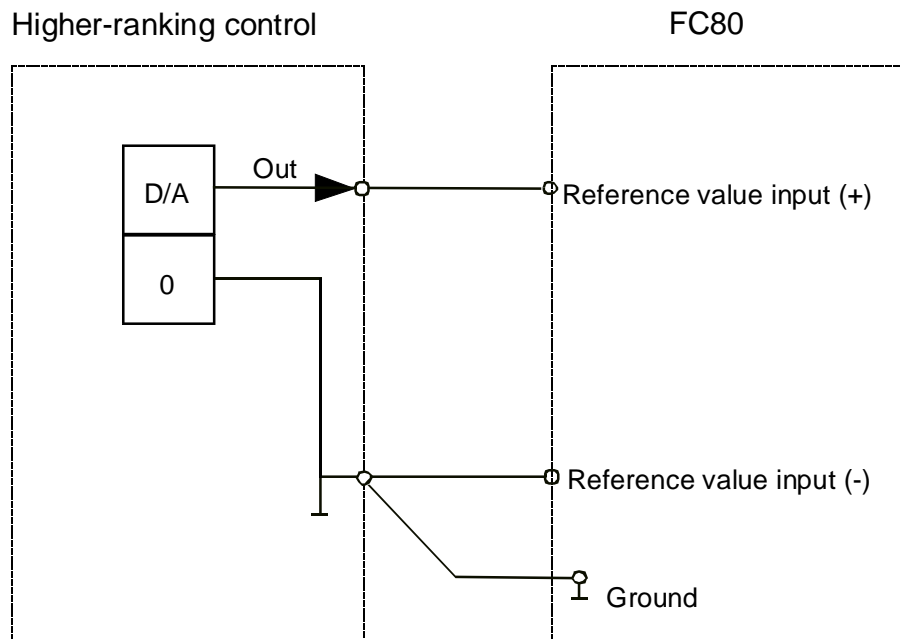 Higher-ranking control
FC80
D/A
Out
Reference value input (+)
0
Reference value input (-)
Ground